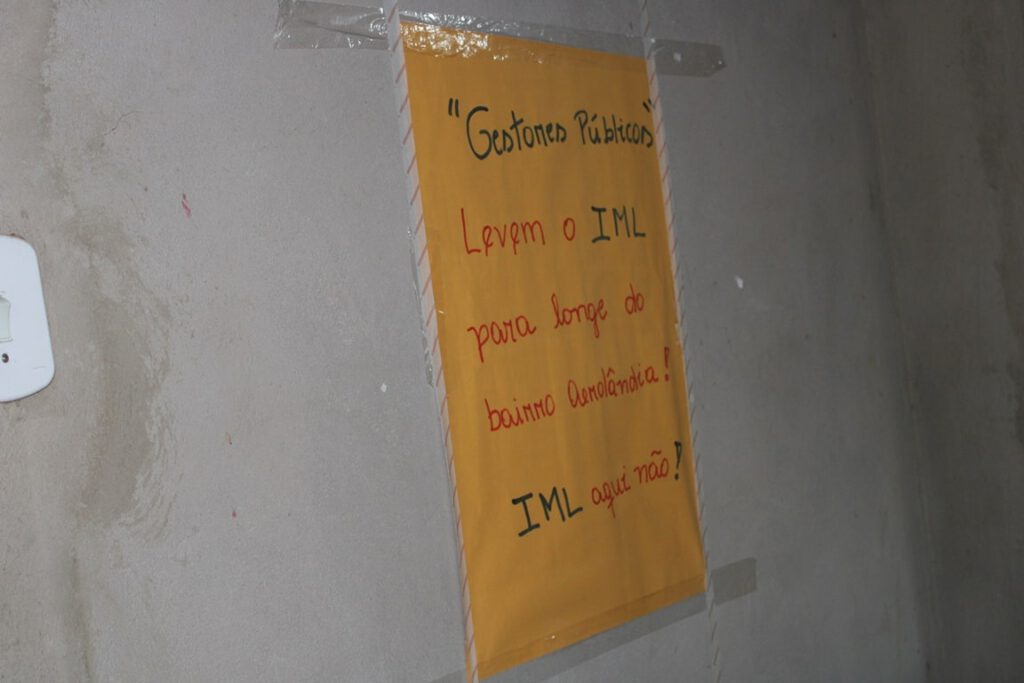 "Gestores Públicos"
Levem o IML
para longe do
bairro Aerolândia!
IML aqui não!